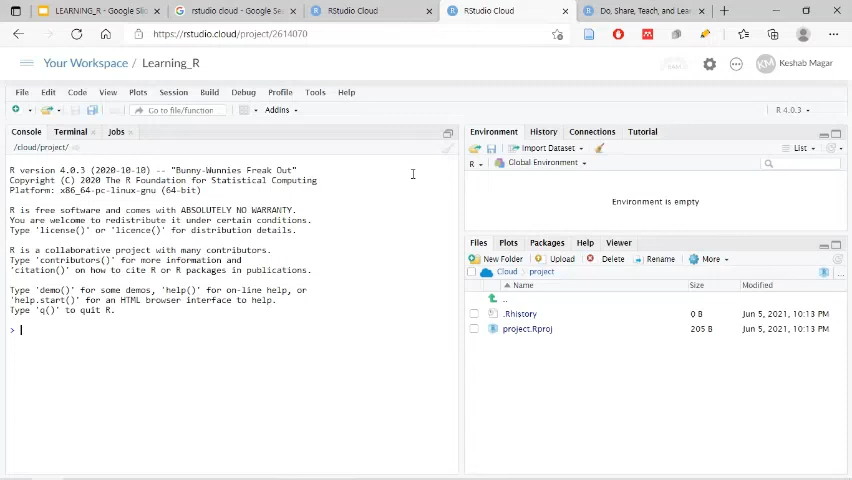 LEARNING_R - Google Slid
rstudio cloud - Google Sea
RStudio Cloud
RStudio Cloud
Do, Share, Teach, and Lear
https://rstudio.cloud/project/2614070
Your Workspace / Learning_R
KM Keshab Magar
File Edit Code View Plots Session Build Debug Profile Tools Help
Go to file/function Addins R 4.0.3
Console Terminal Jobs
/cloud/project/
R version 4.0.3 (2020-10-10) -- "Bunny-Wunnies Freak Out"
Copyright (C) 2020 The R Foundation for Statistical Computing
Platform: x86_64-pc-linux-gnu (64-bit)
R is free software and comes with ABSOLUTELY NO WARRANTY.
You are welcome to redistribute it under certain conditions.
Type 'license()' or 'licence()' for distribution details.
R is a collaborative project with many contributors.
Type 'contributors()' for more information and
'citation()' on how to cite R or R packages in publications.
Type 'demo()' for some demos, 'help()' for on-line help, or
'help.start()' for an HTML browser interface to help.
Type 'q()' to quit R.
>
Environment History Connections Tutorial
Import Dataset List
R Global Environment
Environment is empty
Files Plots Packages Help Viewer
New Folder Upload Delete Rename More
Cloud project R ...
Name Size Modified
..
.Rhistory 0 B Jun 5, 2021, 10:13 PM
project.Rproj 205 B Jun 5, 2021, 10:13 PM